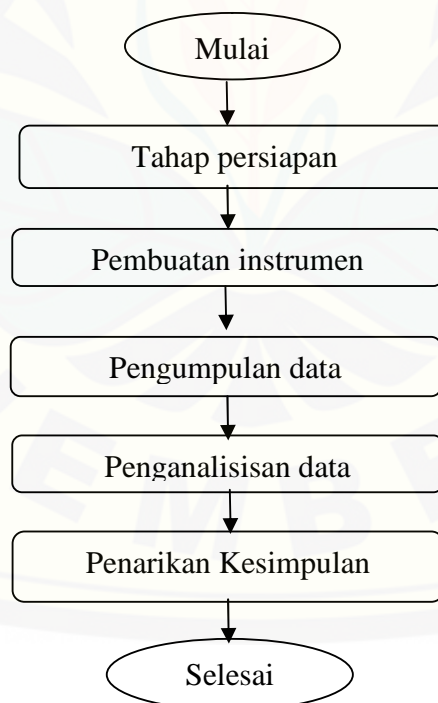 Mulai
Tahap persiapan
Pembuatan instrumen
Pengumpulan data
Penganalisisan data
Penarikan Kesimpulan
Selesai